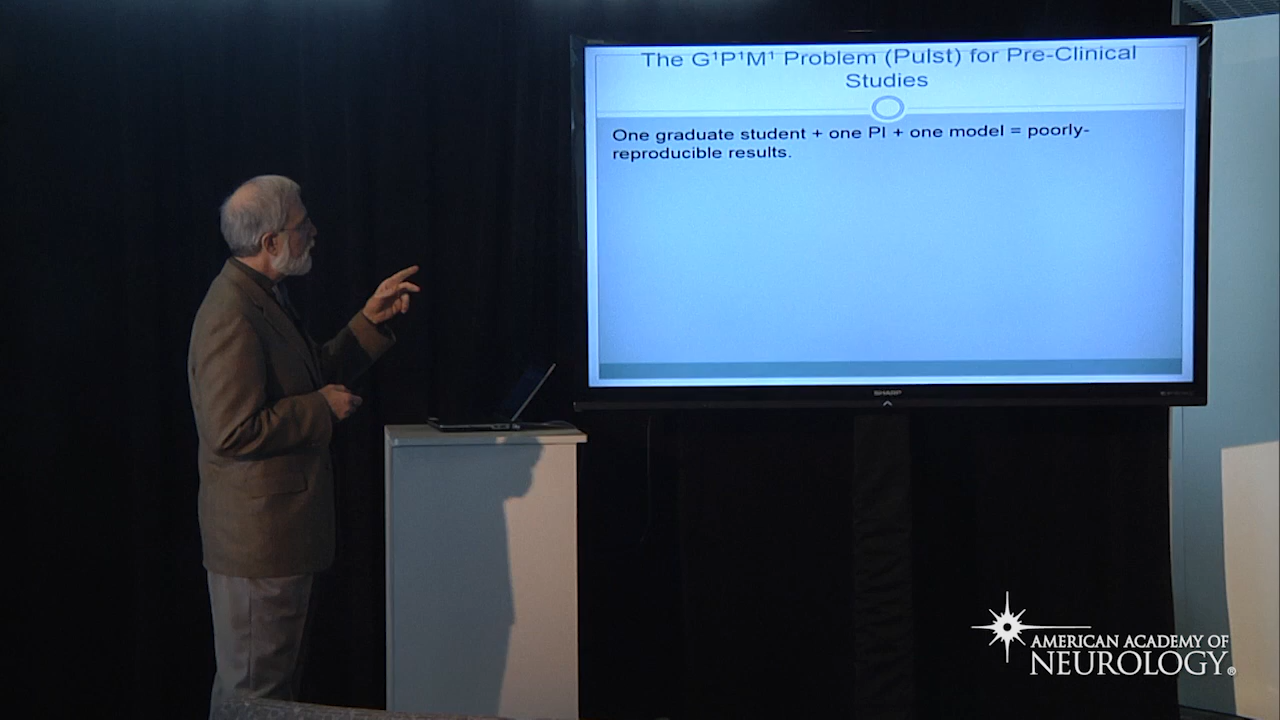 The G¹P¹M¹ Problem (Pulst) for Pre-Clinical
Studies
One graduate student + one PI + one model = poorly-
reproducible results.
SHARP
AMERICAN ACADEMY OF
NEUROLOGY®